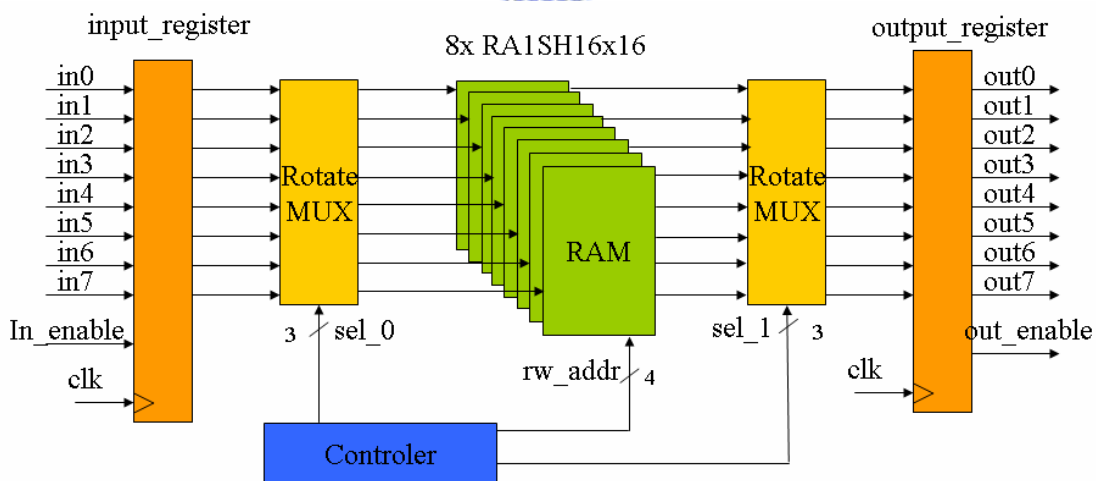 input_register
8x RA1SH16x16
output_register
in0
in1
in2
in3
in4
in5
in6
in7
In_enable
clk
Rotate
MUX
3
sel_0
RAM
rw_addr
4
Rotate
MUX
sel_1
3
clk
out0
out1
out2
out3
out4
out5
out6
out7
out_enable
Controler